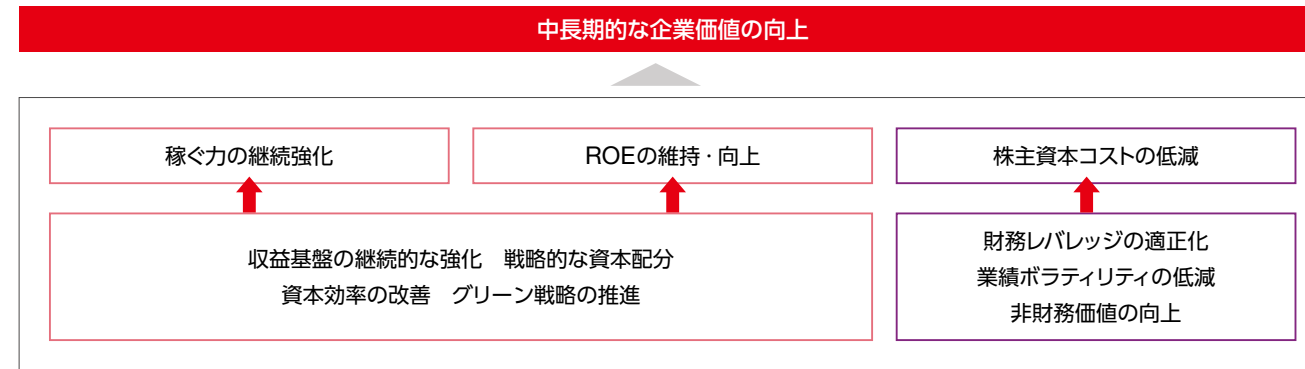 中長期的な企業価値の向上
稼ぐ力の継続強化
ROEの維持・向上
株主資本コストの低減
収益基盤の継続的な強化　戦略的な資本配分
資本効率の改善　グリーン戦略の推進
財務レバレッジの適正化
業績ボラティリティの低減
非財務価値の向上